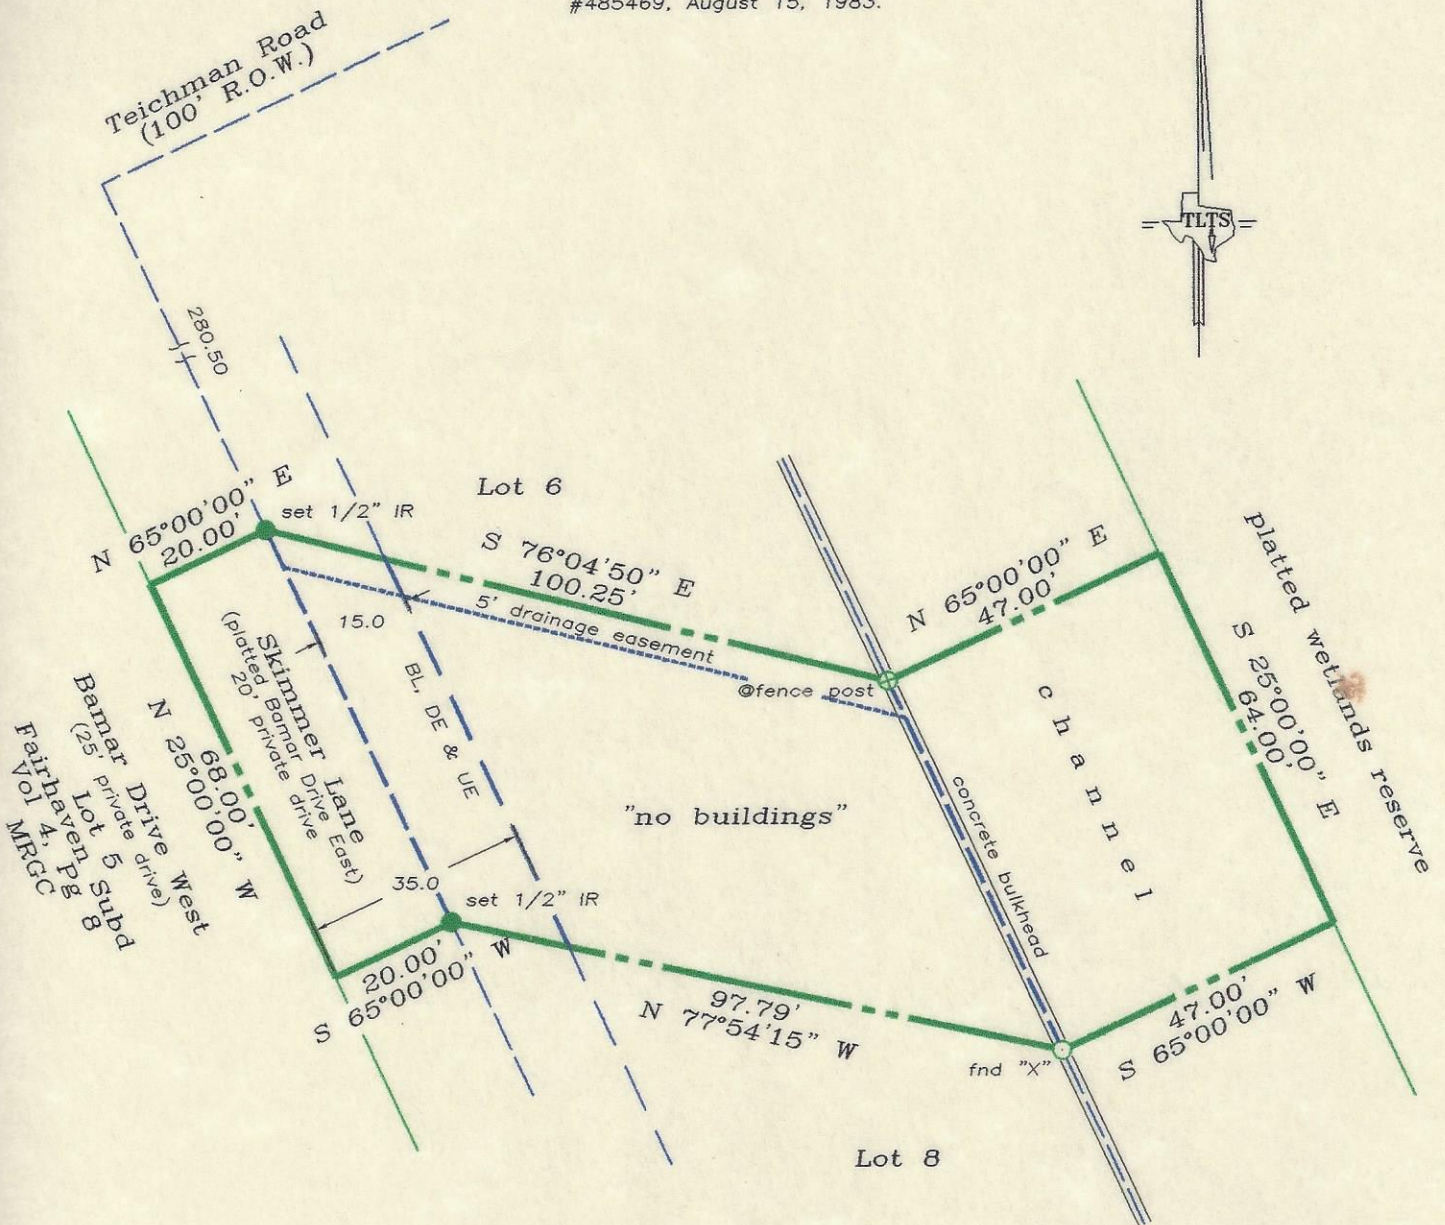 #485469, August 15, 1983.
Teichman Road
(100' R.O.W.)
TLTS
280.50
Lot 6
N 65°00'00" E
20.00'
set 1/2" IR
S 76°04'50" E
100.25'
5' drainage easement
@fence post
N 65°00'00" E
47.00'
platted wetlands reserve
S 25°00'00" E
64.00'
15.0
BL, DE & UE
Skimmer Lane
(platted Bamar Drive East)
20' private drive
68.00'
N 25°00'00" W
Bamar Drive West
(25' private drive)
Lot 5 Subd
Fairhaven
Vol 4, pg 8
MRGC
channel
"no buildings"
concrete bulkhead
35.0
set 1/2" IR
20.00'
S 65°00'00" W
97.79'
N 77°54'15" W
fnd "X"
47.00'
S 65°00'00" W
Lot 8